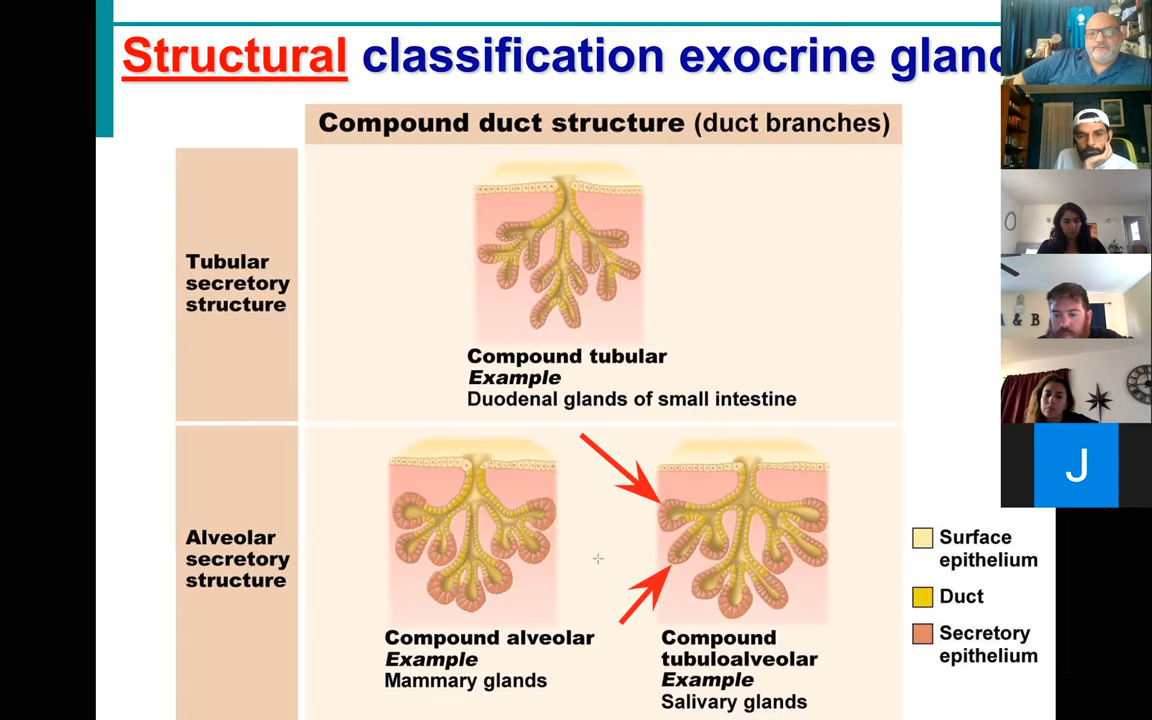 Structural classification exocrine gland
Compound duct structure (duct branches)
Tubular
secretory
structure
Compound tubular
Example
Duodenal glands of small intestine
Alveolar
secretory
structure
Compound alveolar
Example
Mammary glands
Compound
tubuloalveolar
Example
Salivary glands
Surface
epithelium
Duct
Secretory
epithelium
& B
J